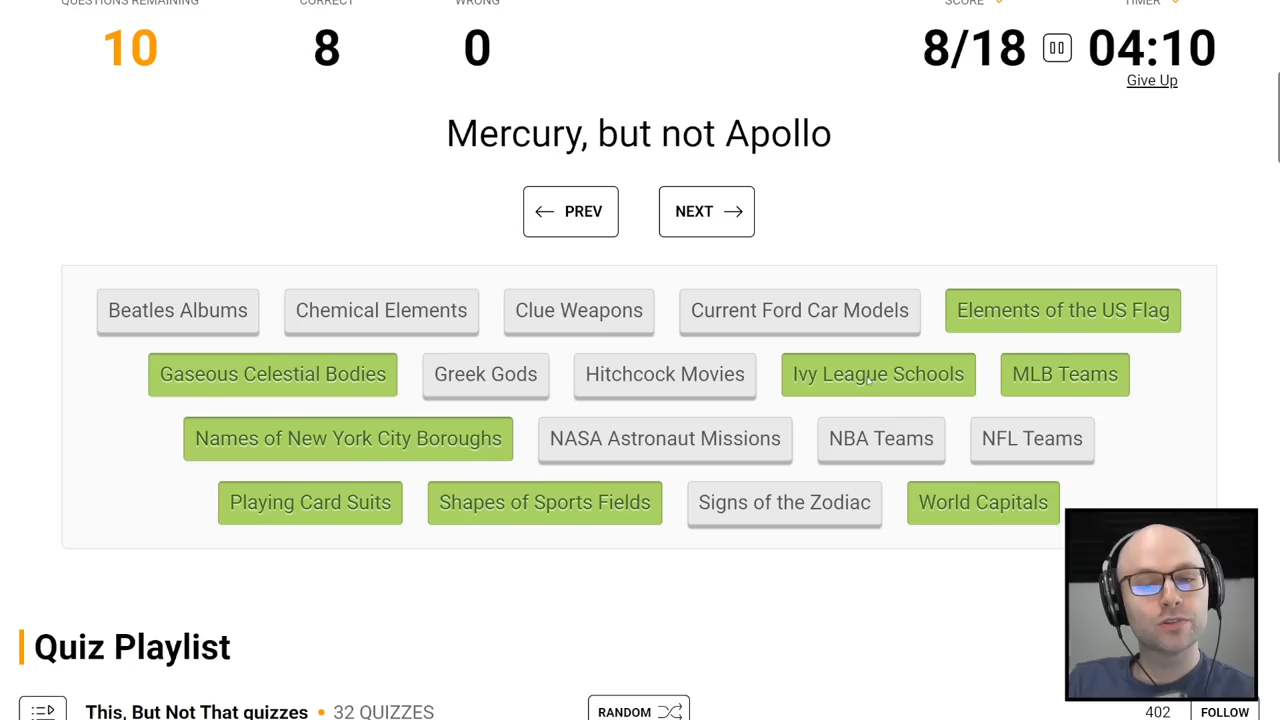 QUESTIONS REMAINING CORRECT WRONG SCORE TIMER
10 8 0 8/18 04:10
Give Up
Mercury, but not Apollo
PREV NEXT
Beatles Albums Chemical Elements Clue Weapons Current Ford Car Models Elements of the US Flag
Gaseous Celestial Bodies Greek Gods Hitchcock Movies Ivy League Schools MLB Teams
Names of New York City Boroughs NASA Astronaut Missions NBA Teams NFL Teams
Playing Card Suits Shapes of Sports Fields Signs of the Zodiac World Capitals
Quiz Playlist
This, But Not That quizzes • 32 QUIZZES RANDOM 402 FOLLOW